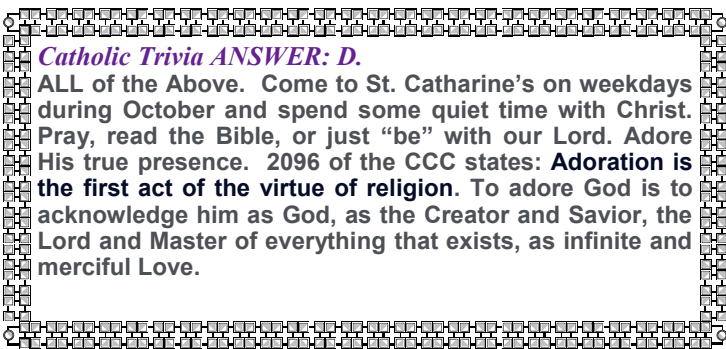 Catholic Trivia ANSWER: D.
ALL of the Above.  Come to St. Catharine’s on weekdays
during October and spend some quiet time with Christ.
Pray, read the Bible, or just “be” with our Lord. Adore
His true presence.  2096 of the CCC states: Adoration is
the first act of the virtue of religion. To adore God is to
acknowledge him as God, as the Creator and Savior, the
Lord and Master of everything that exists, as infinite and
merciful Love.